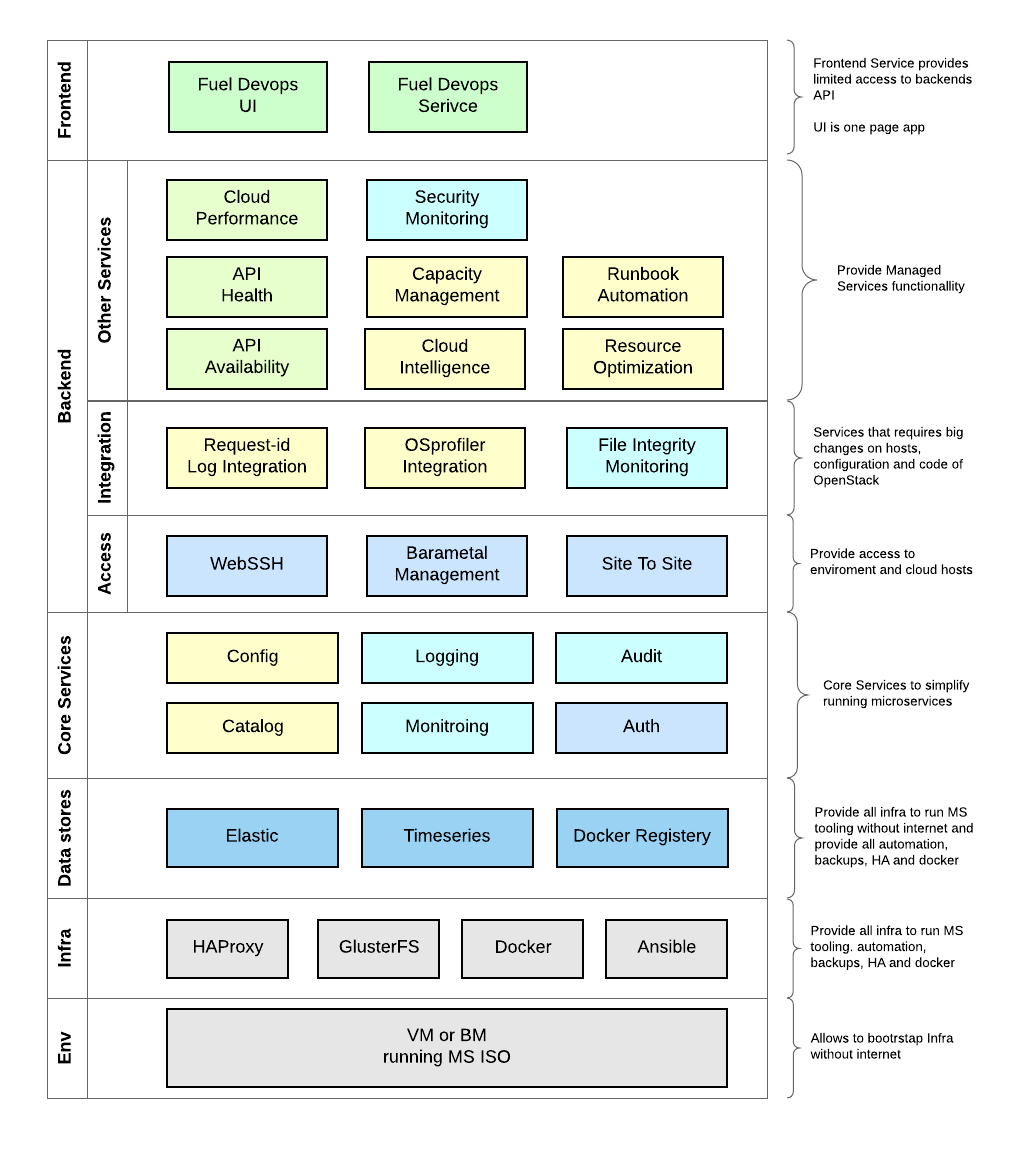 Frontend
Fuel Devops
UI
Fuel Devops
Serivce
Frontend Service provides
limited access to backends
API
UI is one page app
Backend
Other Services
Cloud
Performance
Security
Monitoring
API
Health
Capacity
Management
Runbook
Automation
API
Availability
Cloud
Intelligence
Resource
Optimization
Provide Managed
Services functionallity
Integration
Request-id
Log Integration
OSprofiler
Integration
File Integrity
Monitoring
Services that requires big
changes on hosts,
configuration and code of
OpenStack
Access
WebSSH
Barametal
Management
Site To Site
Provide access to
enviroment and cloud hosts
Core Services
Config
Logging
Audit
Catalog
Monitroing
Auth
Core Services to simplify
running microservices
Data stores
Elastic
Timeseries
Docker Registery
Provide all infra to run MS
tooling without internet and
provide all automation,
backups, HA and docker
Infra
HAProxy
GlusterFS
Docker
Ansible
Provide all infra to run MS
tooling. automation,
backups, HA and docker
Env
VM or BM
running MS ISO
Allows to bootrstap Infra
without internet